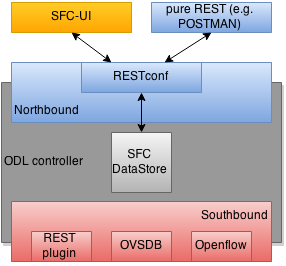 SFC-UI
pure REST (e.g.
POSTMAN)
RESTconf
Northbound
ODL controller
SFC
DataStore
Southbound
REST
plugin
OVSDB
Openflow